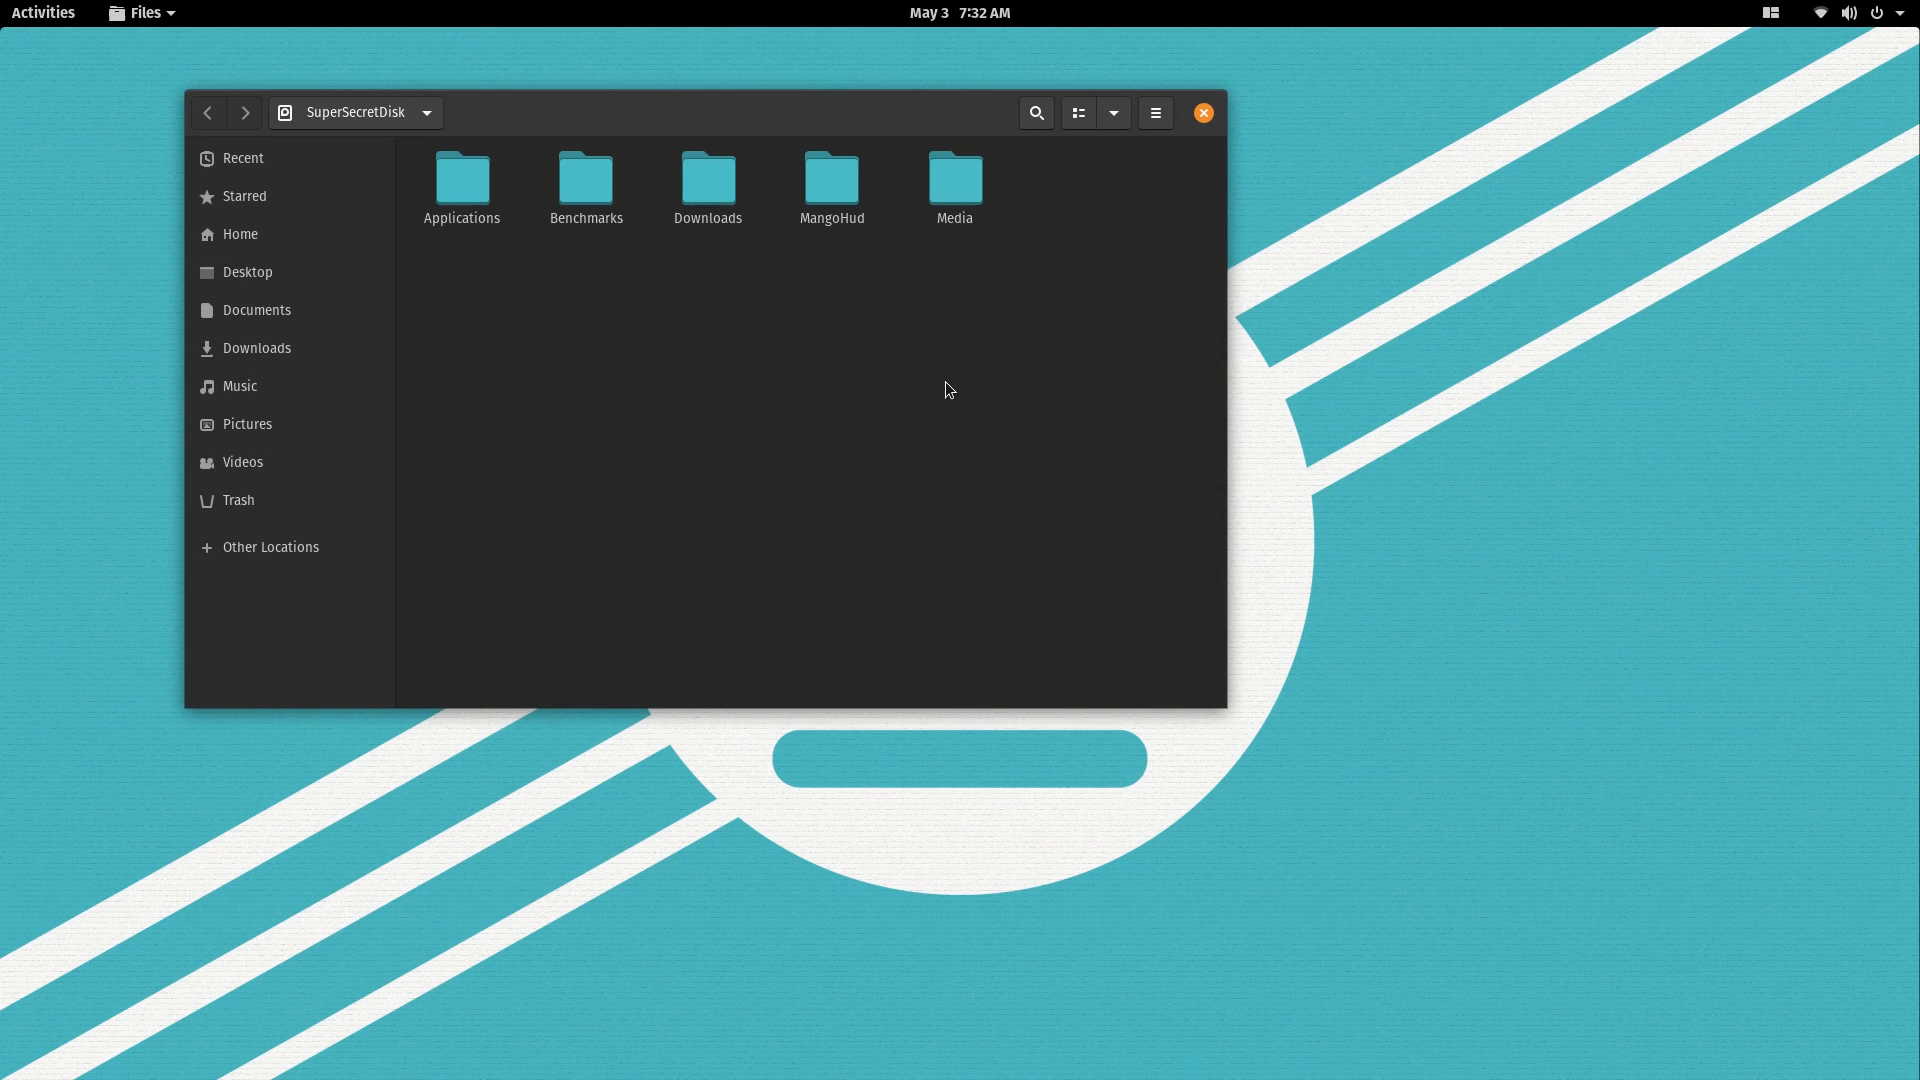 Activities Files May 3 7:32 AM
SuperSecretDisk
Recent
Starred
Home
Desktop
Documents
Downloads
Music
Pictures
Videos
Trash
Other Locations
Applications Benchmarks Downloads MangoHud Media